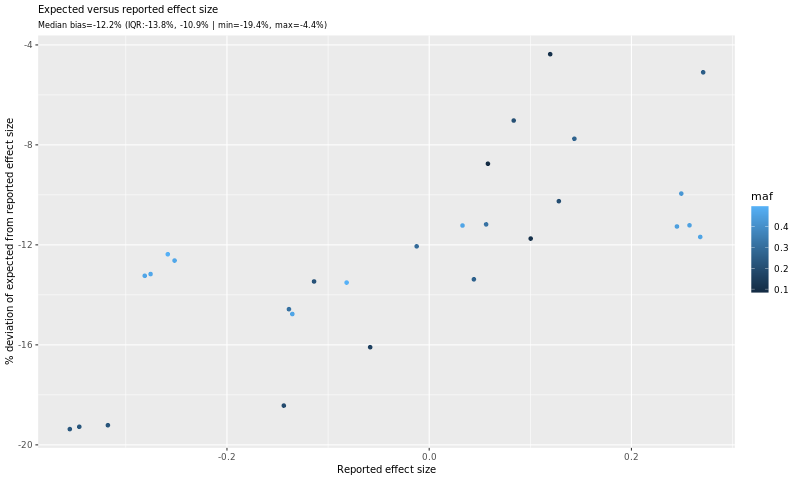 Expected versus reported effect size
Median bias=-12.2% (IQR:-13.8%, -10.9% | min=-19.4%, max=-4.4%)
% deviation of expected from reported effect size
-4
-8
-12
-16
-20
-0.2
0.0
0.2
Reported effect size
maf
0.4
0.3
0.2
0.1